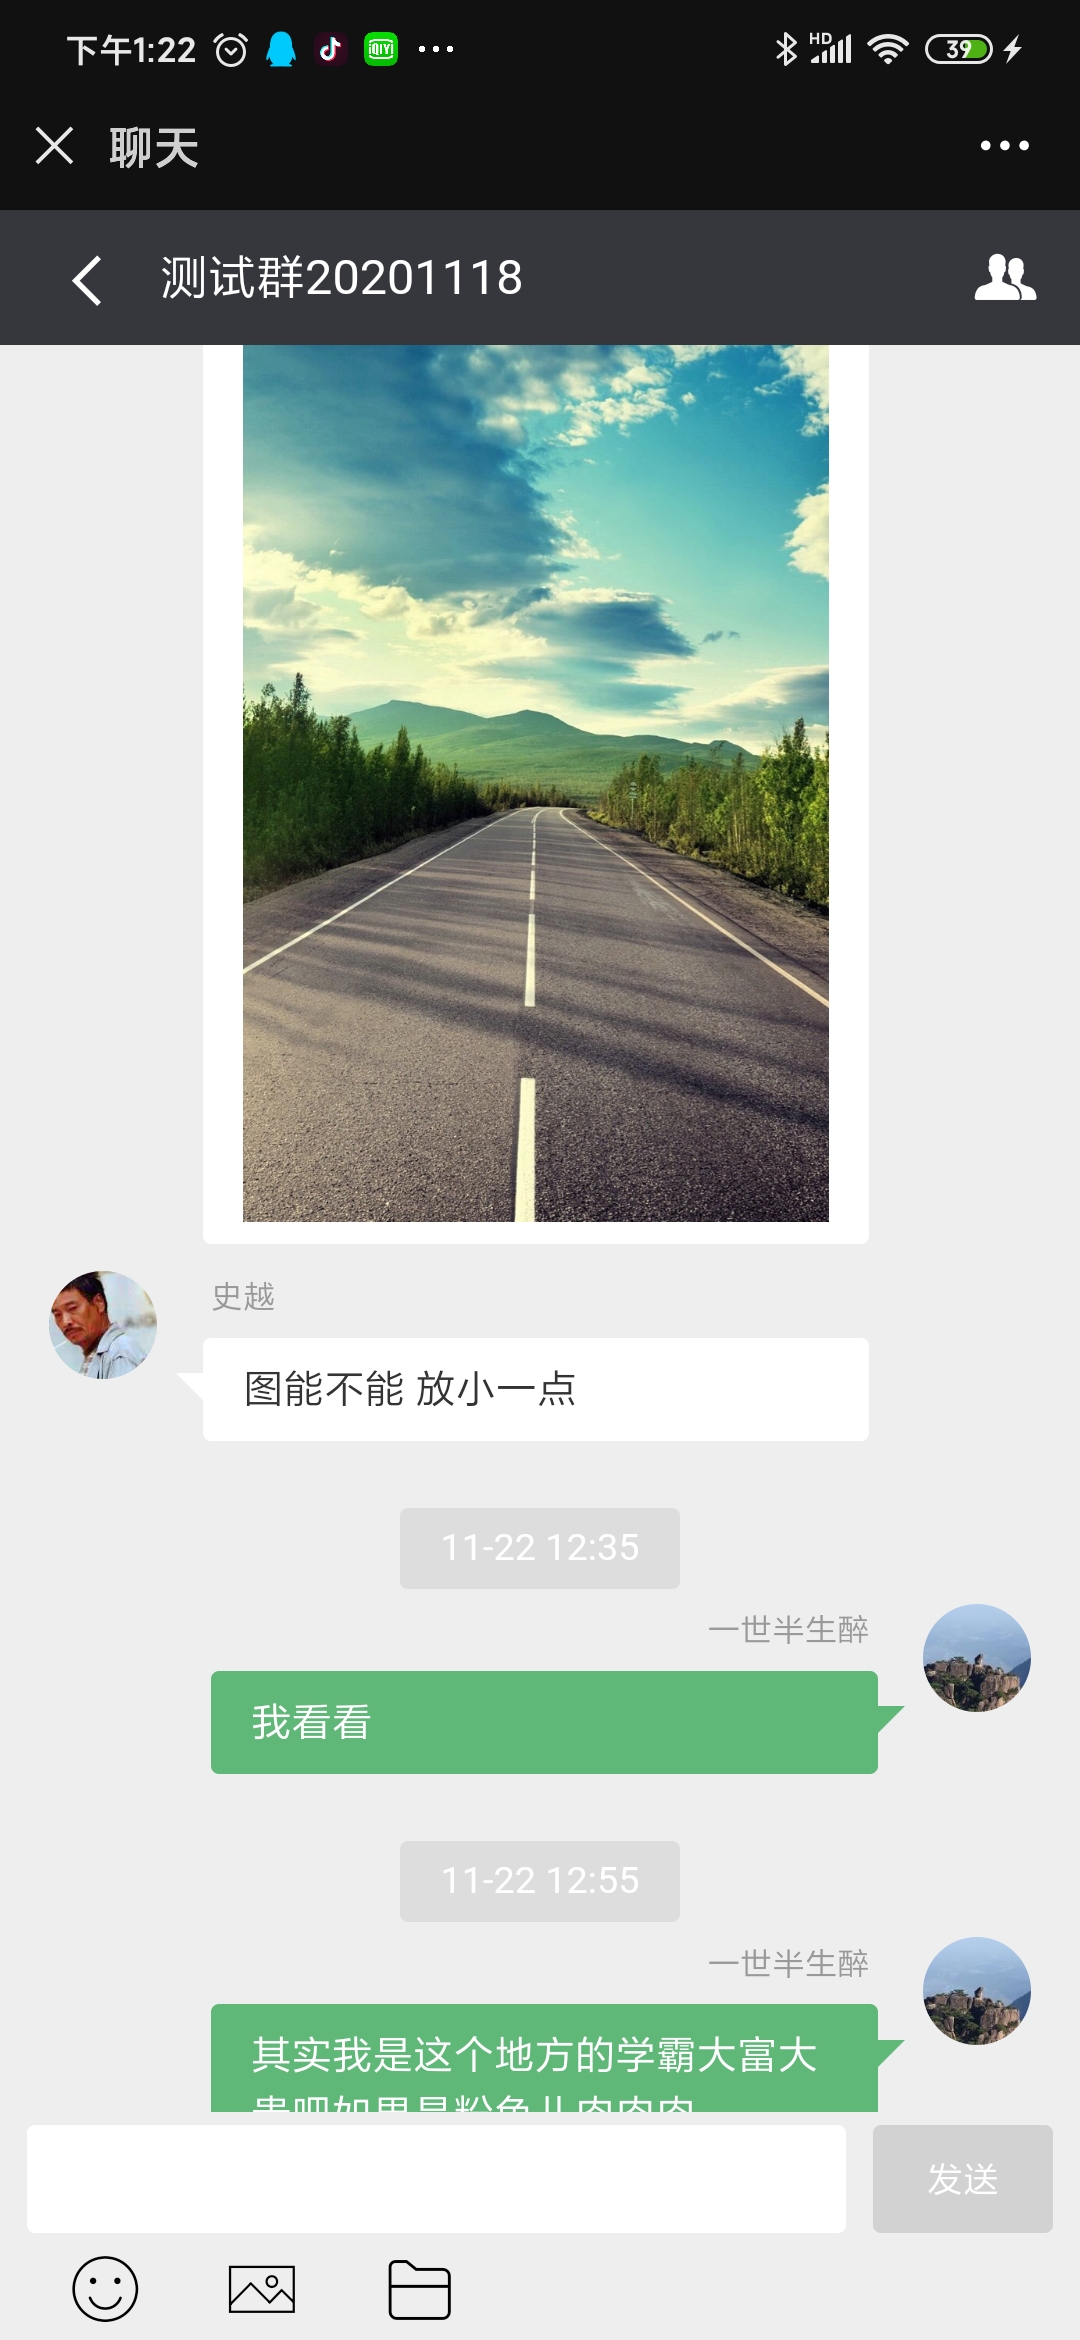 下午1:22
iQIYI
HD
39
聊天
测试群20201118
史越
图能不能 放小一点
11-22 12:35
一世半生醉
我看看
11-22 12:55
一世半生醉
其实我是这个地方的学霸大富大
发送